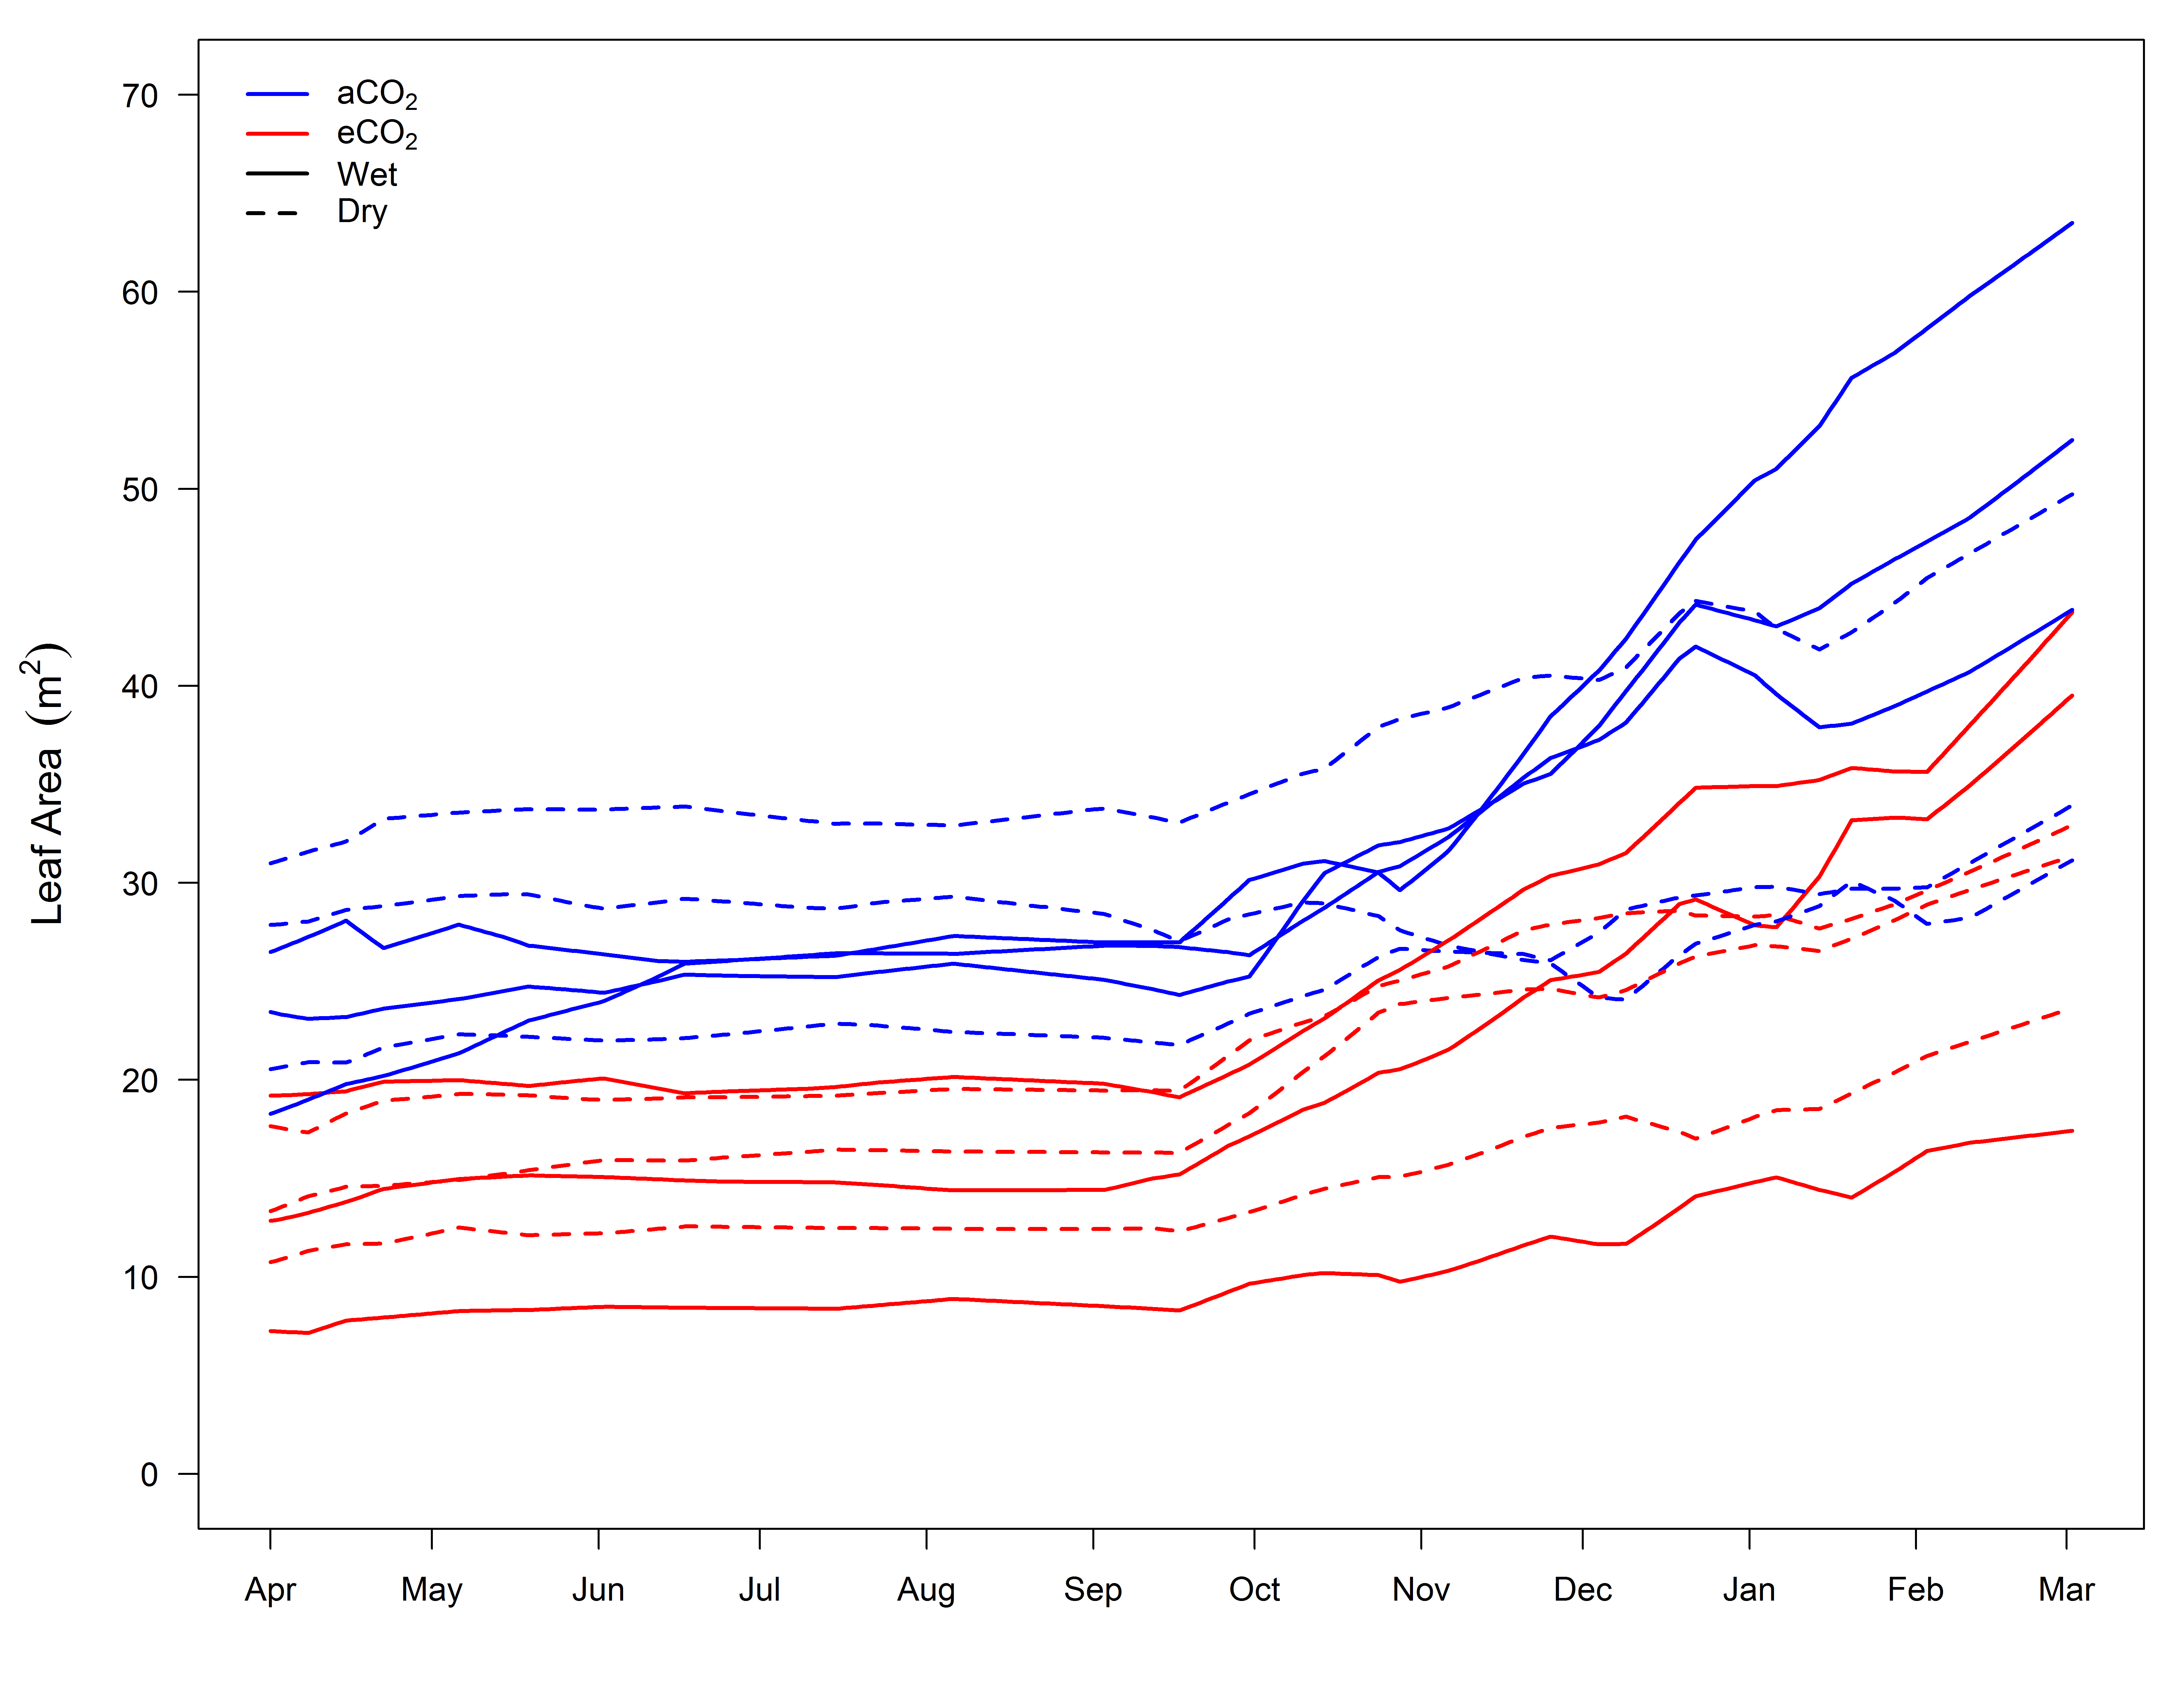 70
60
50
40
30
20
10
0
Leaf Area (m²)
aCO₂
eCO₂
Wet
Dry
Apr May Jun Jul Aug Sep Oct Nov Dec Jan Feb Mar